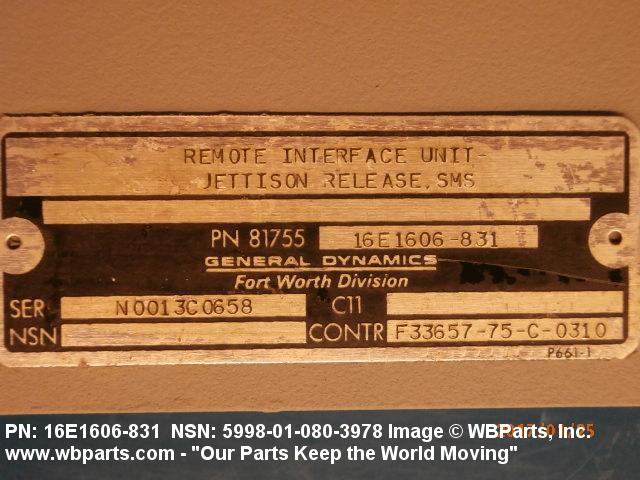 REMOTE INTERFACE UNIT-
JETTISON RELEASE, SMS
PN 81755 16E1606-831
GENERAL DYNAMICS
Fort Worth Division
SER N0013C0658 C11
NSN CONTR F33657-75-C-0310
P661-1
PN: 16E1606-831 NSN: 5998-01-080-3978 Image © WBParts, Inc.
www.wbparts.com - "Our Parts Keep the World Moving"